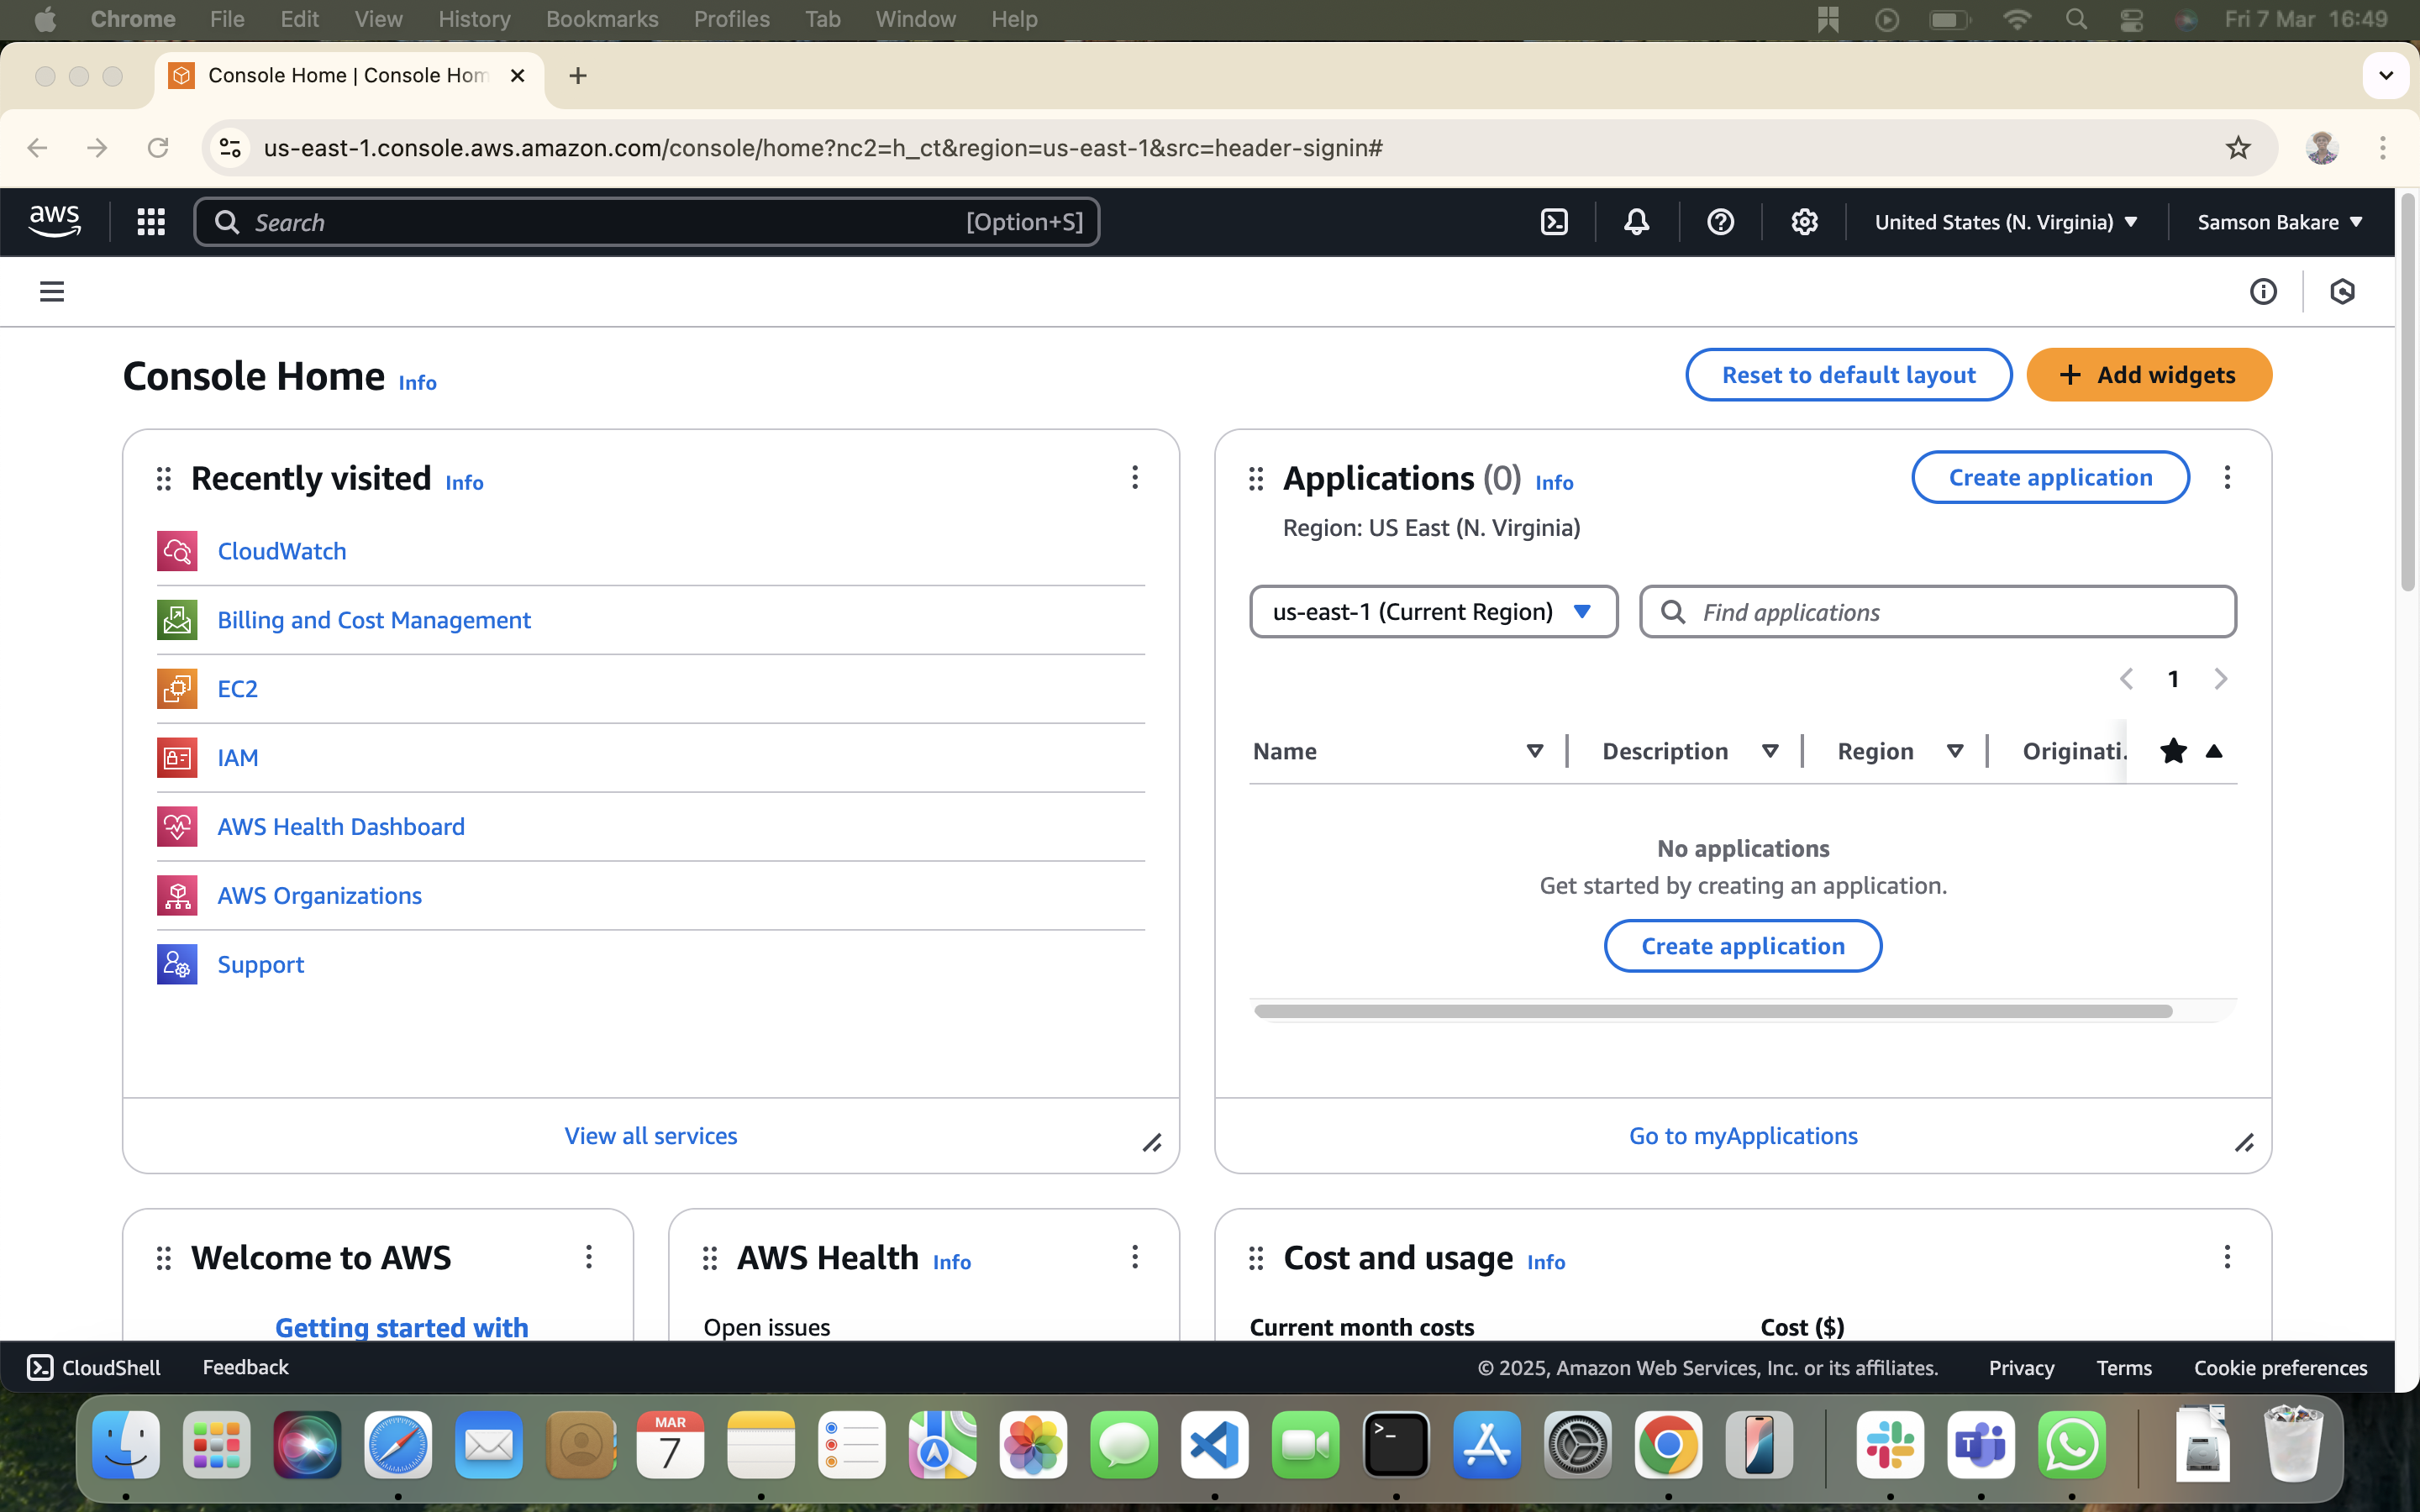 Chrome File Edit View History Bookmarks Profiles Tab Window Help Fri 7 Mar 16:49
Console Home | Console Hom
us-east-1.console.aws.amazon.com/console/home?nc2=h_ct&region=us-east-1&src=header-signin#
aws Search [Option+S] United States (N. Virginia) Samson Bakare
Console Home Info Reset to default layout Add widgets
Recently visited Info
CloudWatch
Billing and Cost Management
EC2
IAM
AWS Health Dashboard
AWS Organizations
Support
View all services
Applications (0) Info Create application
Region: US East (N. Virginia)
us-east-1 (Current Region) Find applications
1
Name Description Region Originati.
No applications
Get started by creating an application.
Create application
Go to myApplications
Welcome to AWS
Getting started with
AWS Health Info
Open issues
Cost and usage Info
Current month costs Cost ($)
CloudShell Feedback © 2025, Amazon Web Services, Inc. or its affiliates. Privacy Terms Cookie preferences
MAR
7